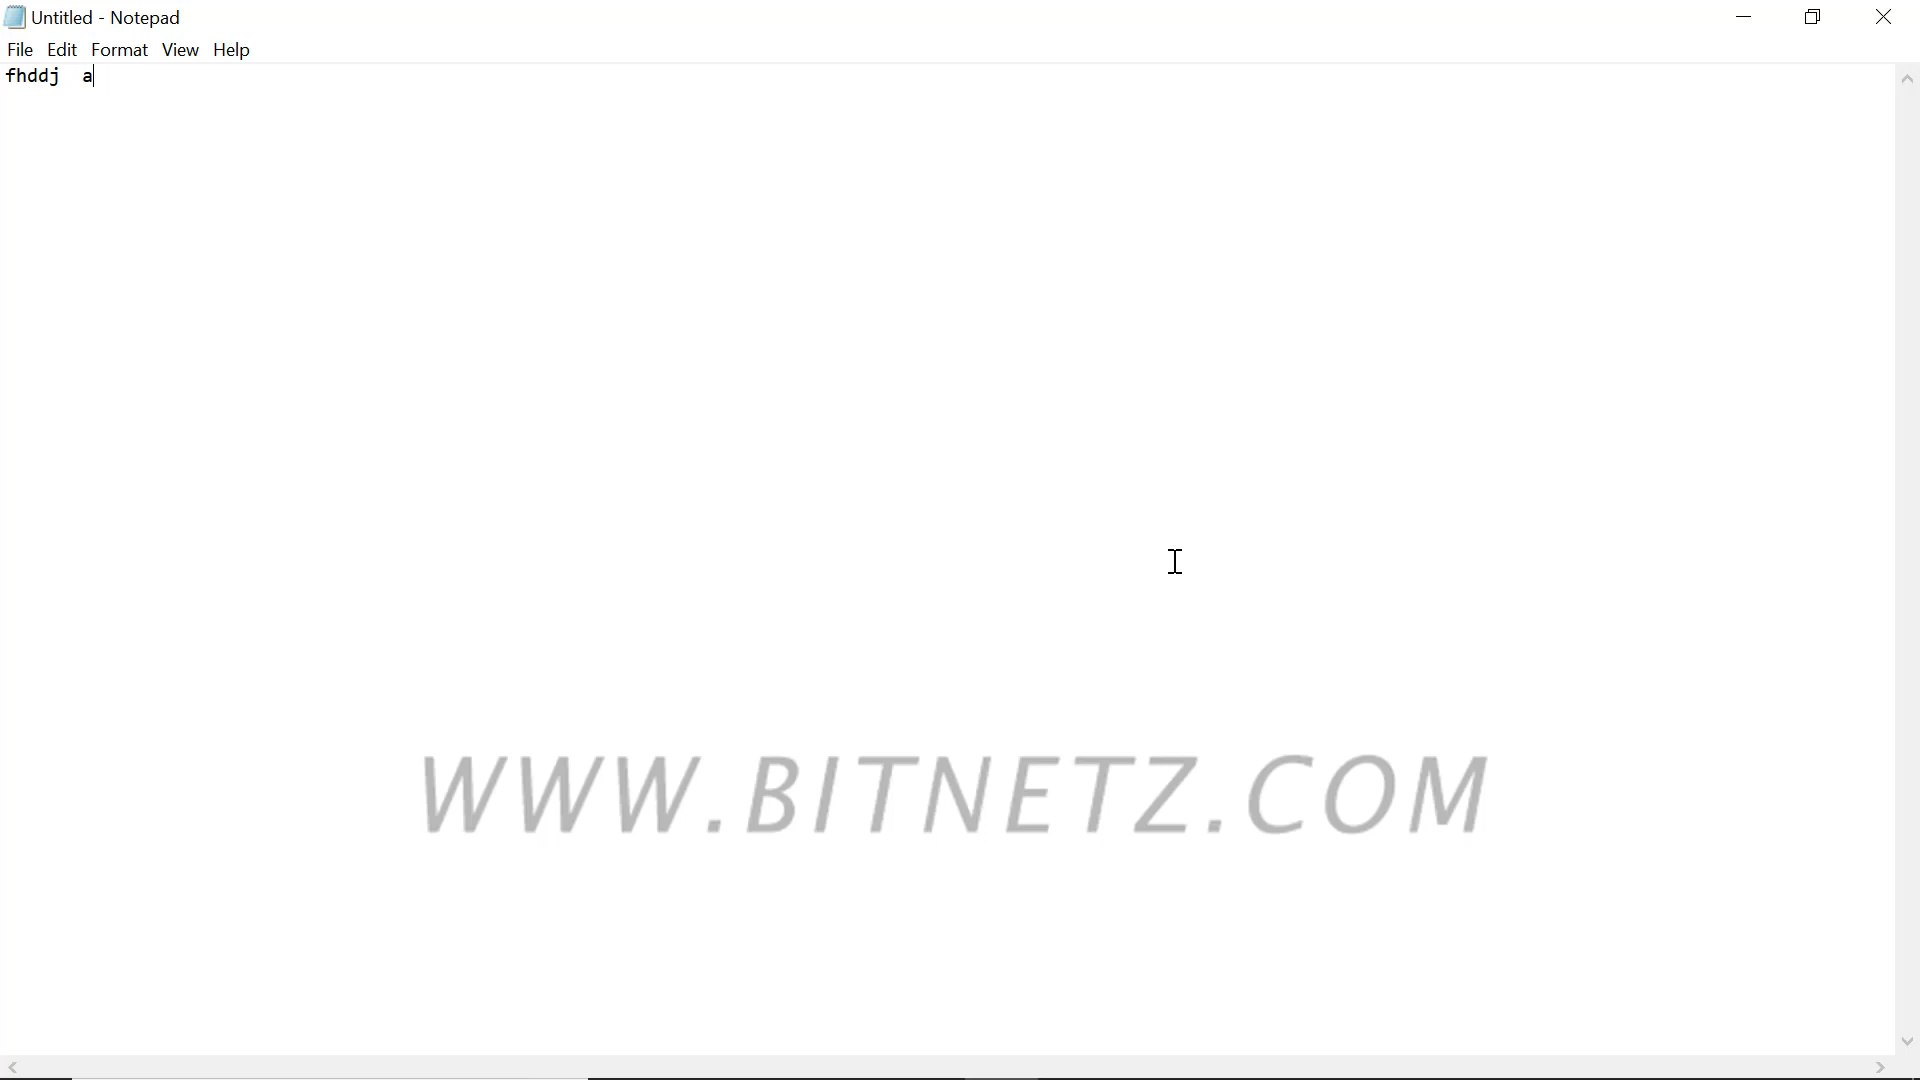 Untitled - Notepad
File Edit Format View Help
fhddj  a
WWW.BITNETZ.COM